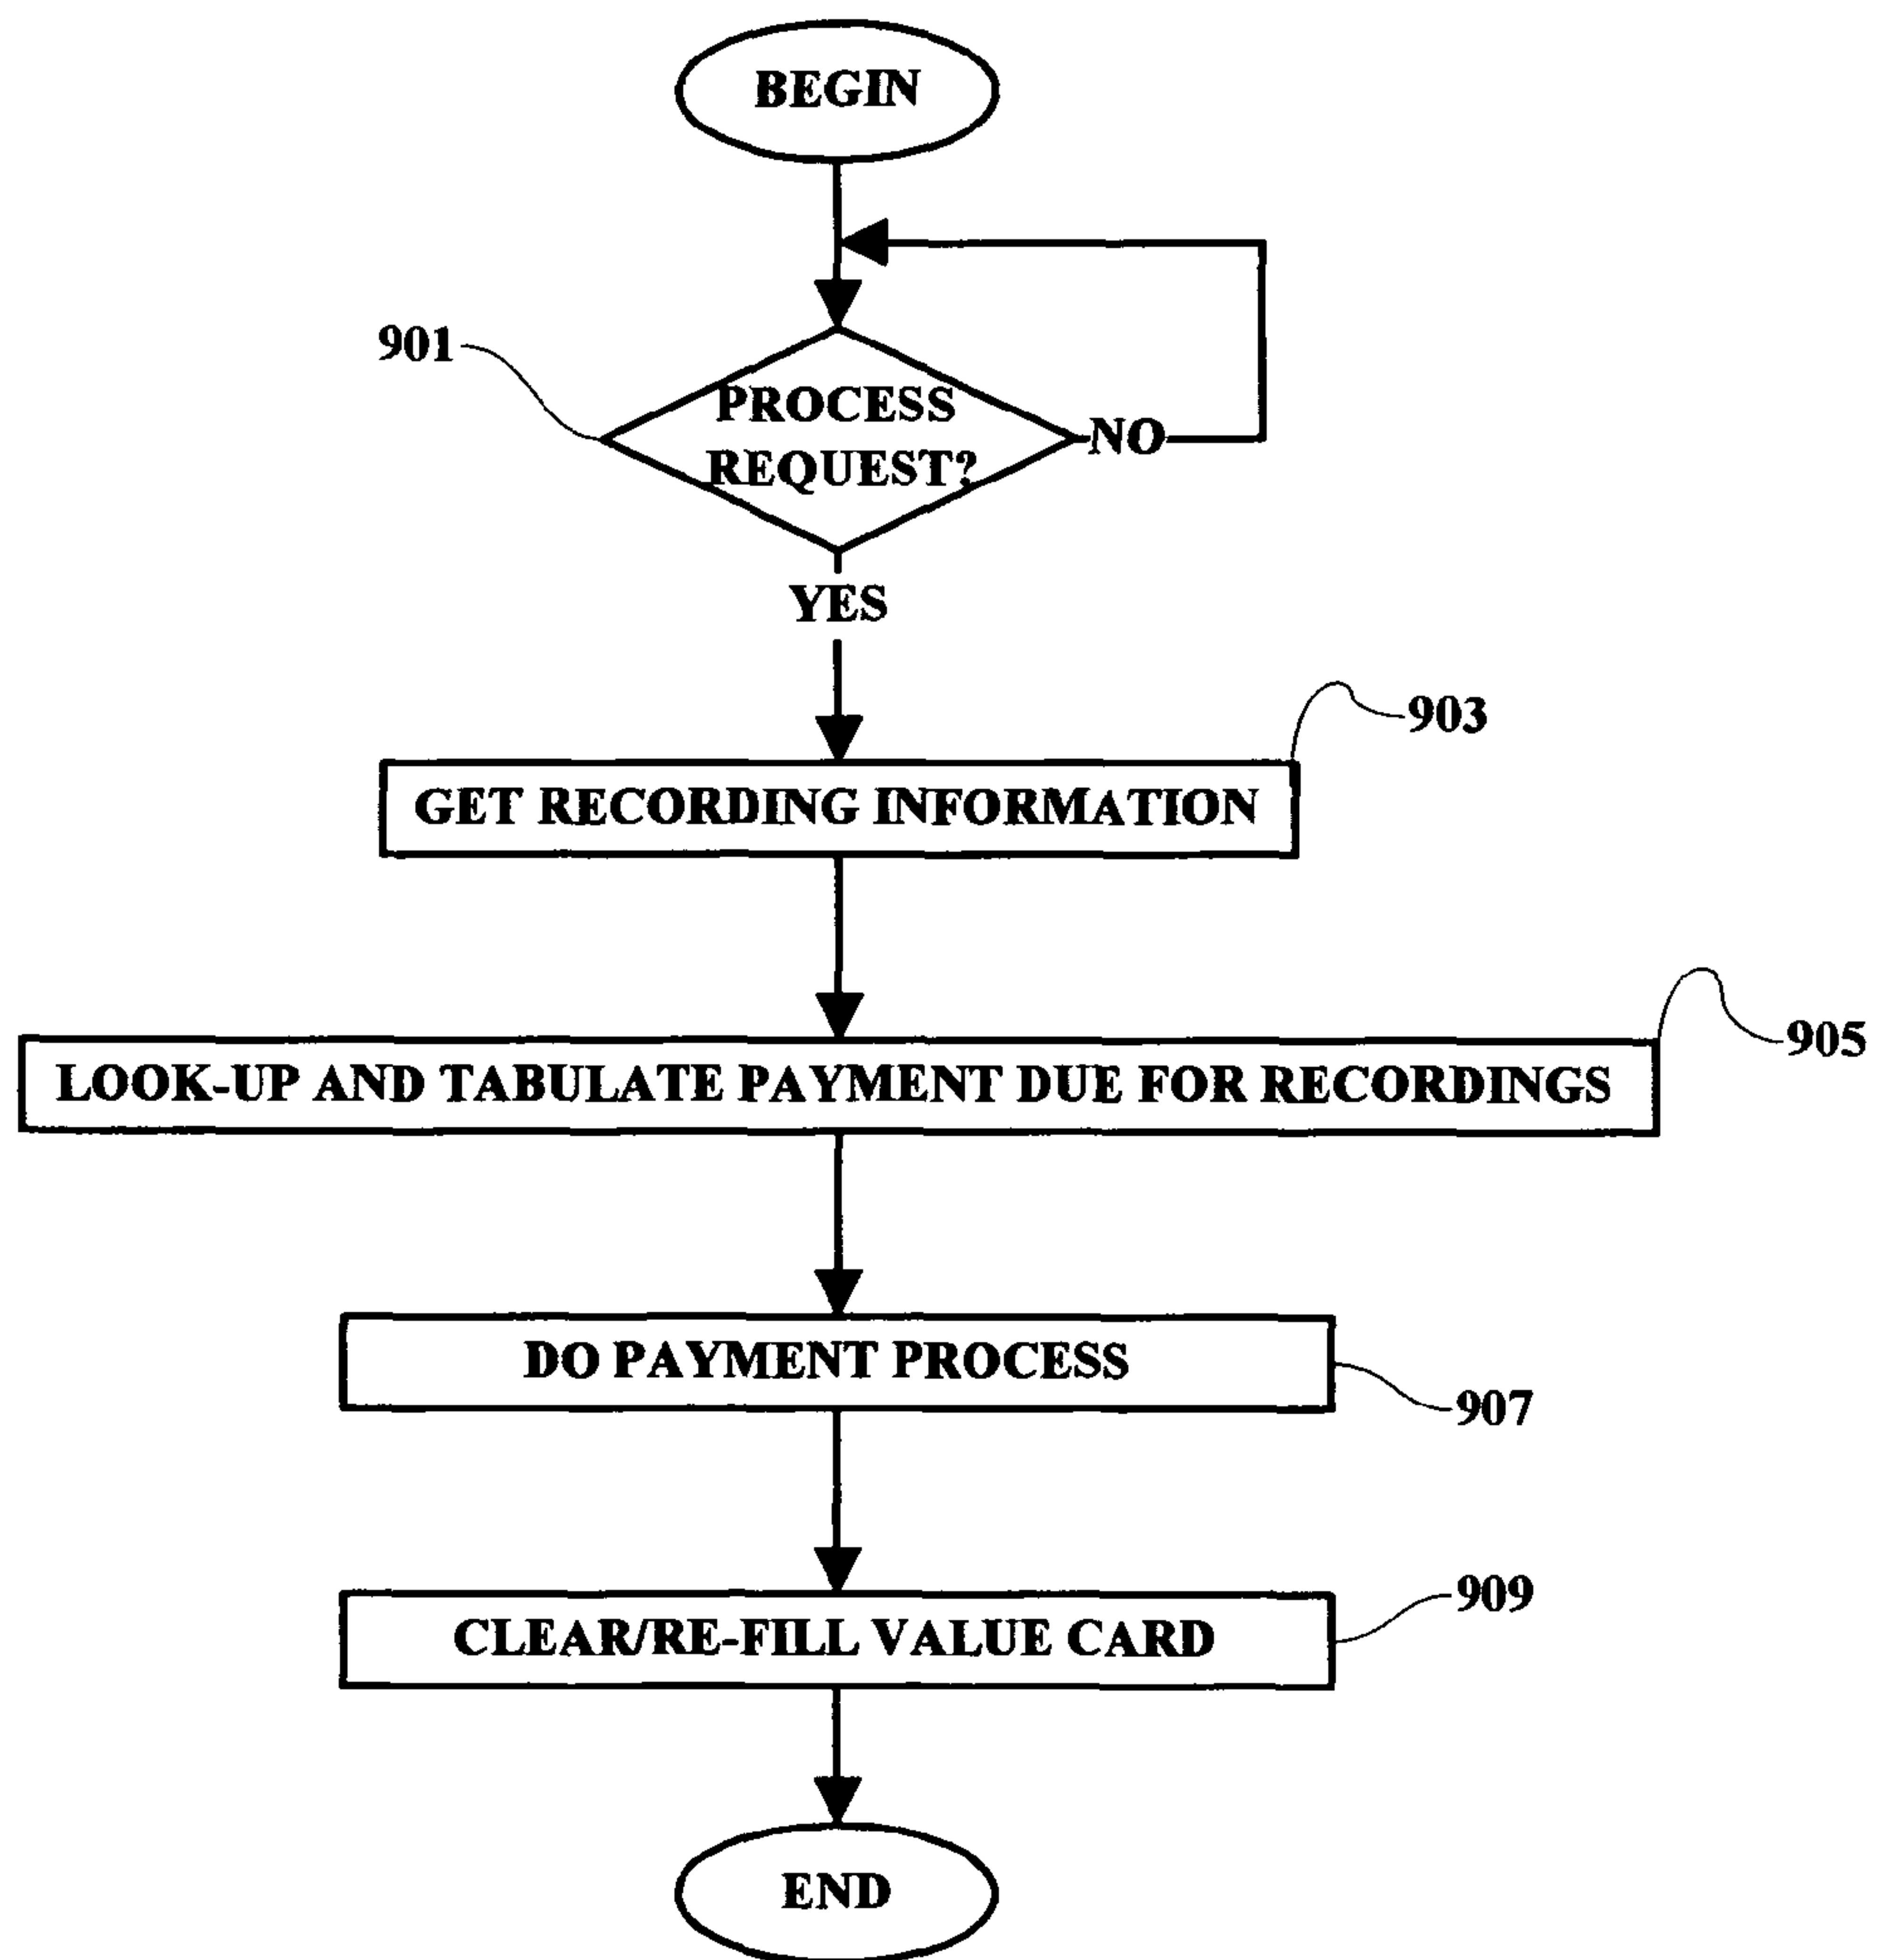 BEGIN
901
PROCESS
REQUEST?
NO
YES
903
GET RECORDING INFORMATION
905
LOOK-UP AND TABULATE PAYMENT DUE FOR RECORDINGS
DO PAYMENT PROCESS
907
909
CLEAR/RE-FILL VALUE CARD
END